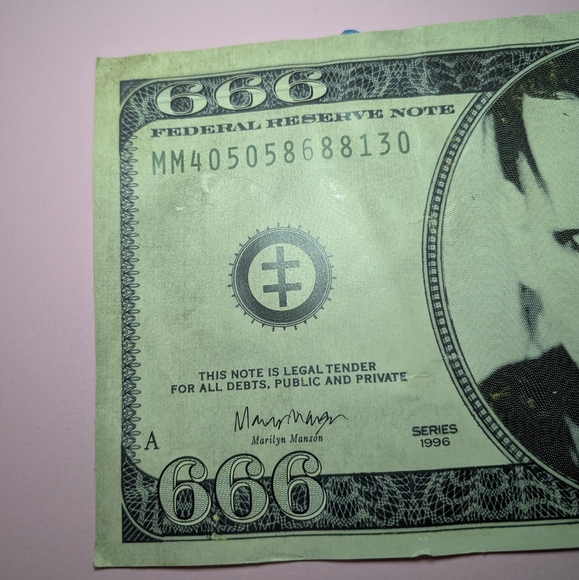 666
FEDERAL RESERVE NOTE
MM405058688130
THIS NOTE IS LEGAL TENDER
FOR ALL DEBTS, PUBLIC AND PRIVATE
Marilyn Manson
A
SERIES
1996
666